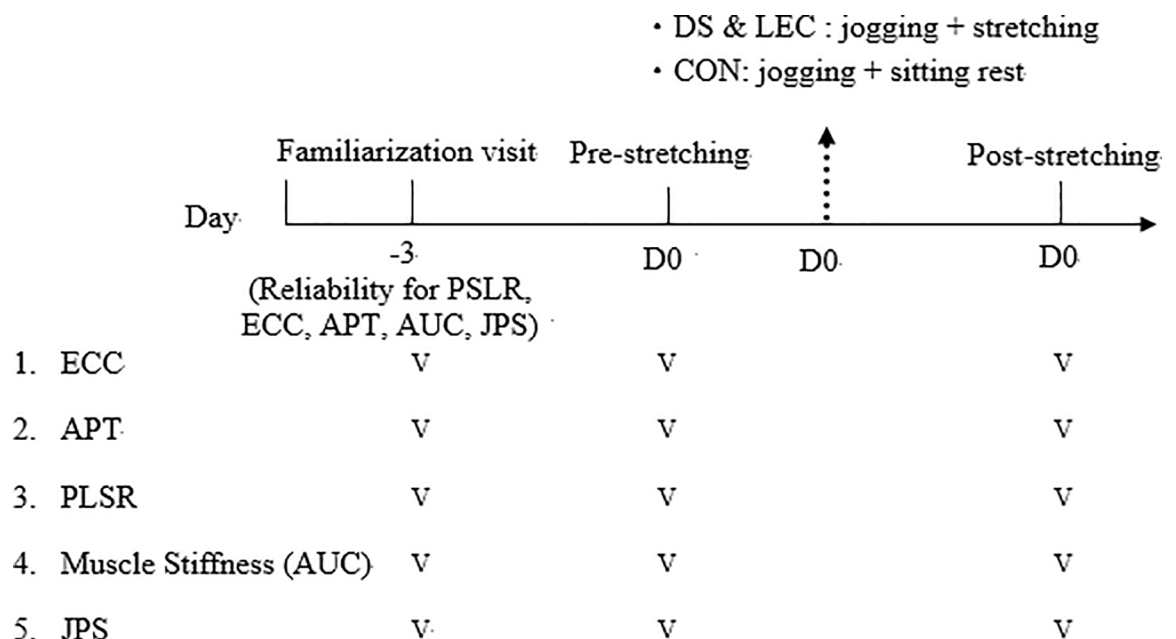 · DS & LEC : jogging + stretching
· CON: jogging + sitting rest
Familiarization visit Pre-stretching Post-stretching
Day
-3 D0 D0 D0
(Reliability for PSLR,
ECC, APT, AUC, JPS)
1. ECC V V V
2. APT V V V
3. PLSR V V V
4. Muscle Stiffness (AUC) V V V
5. JPS V V V